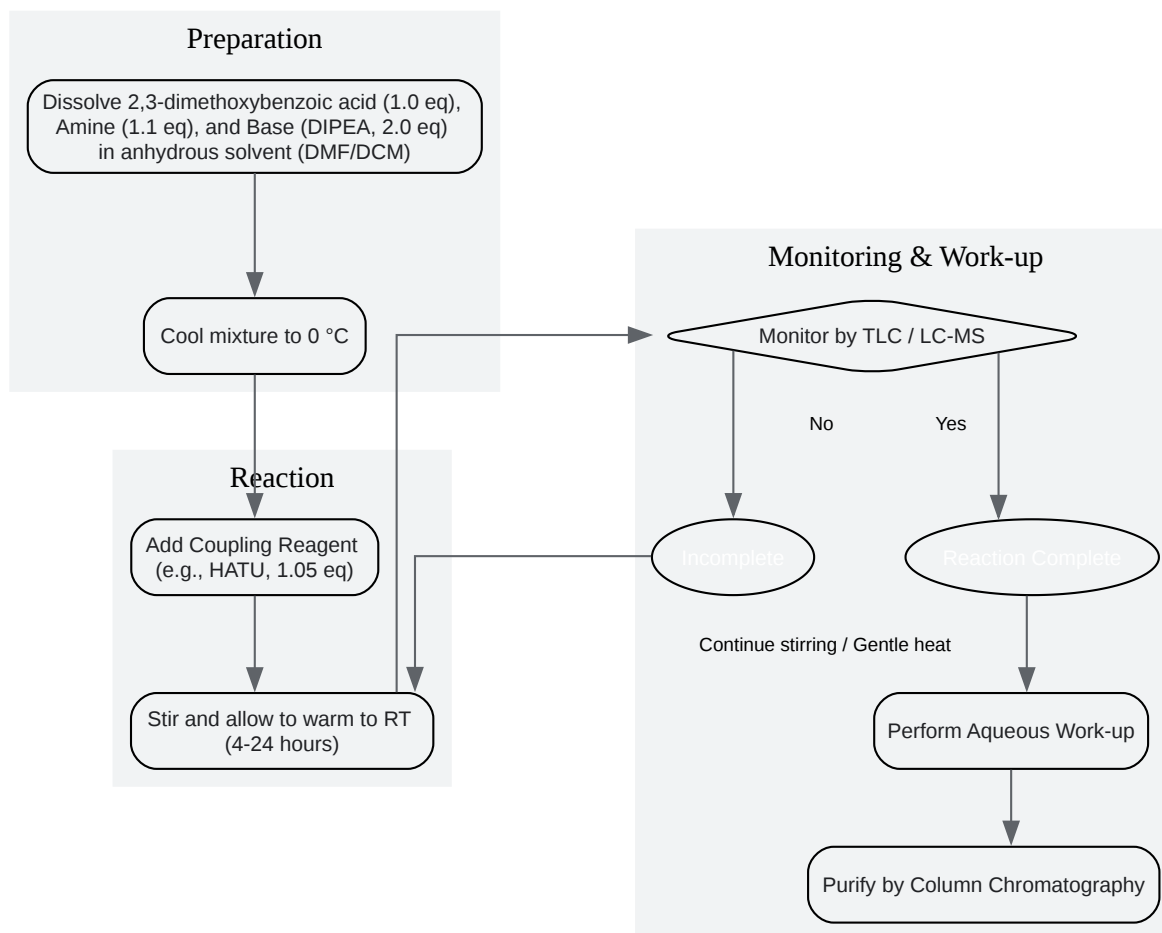 Preparation
Dissolve 2,3-dimethoxybenzoic acid (1.0 eq),
Amine (1.1 eq), and Base (DIPEA, 2.0 eq)
in anhydrous solvent (DMF/DCM)
Cool mixture to 0 °C
Reaction
Add Coupling Reagent
(e.g., HATU, 1.05 eq)
Stir and allow to warm to RT
(4-24 hours)
Monitoring & Work-up
Monitor by TLC / LC-MS
No
Yes
Incomplete
Reaction Complete
Continue stirring / Gentle heat
Perform Aqueous Work-up
Purify by Column Chromatography